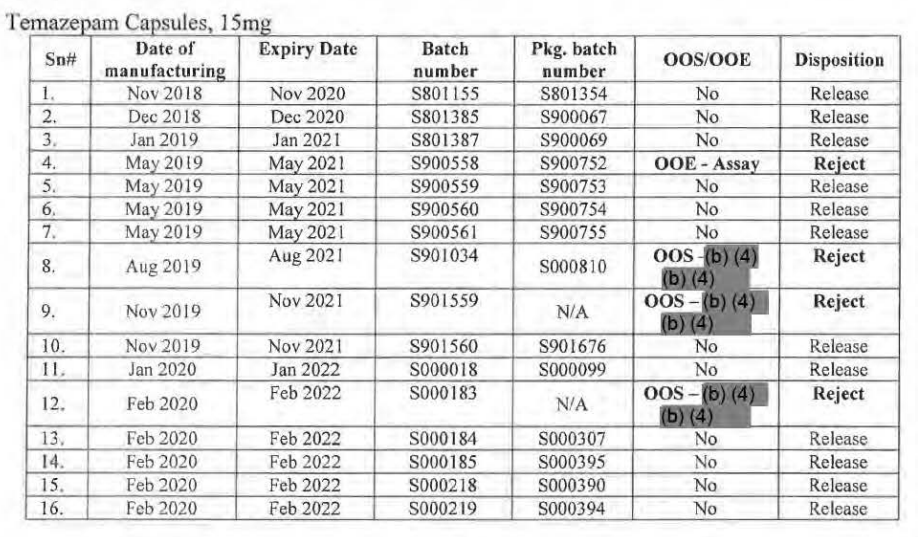 Temazepam Capsules, 15mg
Sn# Date of manufacturing Expiry Date Batch number Pkg. batch number OOS/OOE Disposition
1. Nov 2018 Nov 2020 S801155 S801354 No Release
2. Dec 2018 Dec 2020 S801385 S900067 No Release
3. Jan 2019 Jan 2021 S801387 S900069 No Release
4. May 2019 May 2021 S900558 S900752 OOE - Assay Reject
5. May 2019 May 2021 S900559 S900753 No Release
6. May 2019 May 2021 S900560 S900754 No Release
7. May 2019 May 2021 S900561 S900755 No Release
8. Aug 2019 Aug 2021 S901034 S000810 OOS -(b) (4) (b) (4) Reject
9. Nov 2019 Nov 2021 S901559 N/A OOS – (b) (4) (b) (4) Reject
10. Nov 2019 Nov 2021 S901560 S901676 No Release
11. Jan 2020 Jan 2022 S000018 S000099 No Release
12. Feb 2020 Feb 2022 S000183 N/A OOS – (b) (4) (b) (4) Reject
13. Feb 2020 Feb 2022 S000184 S000307 No Release
14. Feb 2020 Feb 2022 S000185 S000395 No Release
15. Feb 2020 Feb 2022 S000218 S000390 No Release
16. Feb 2020 Feb 2022 S000219 S000394 No Release